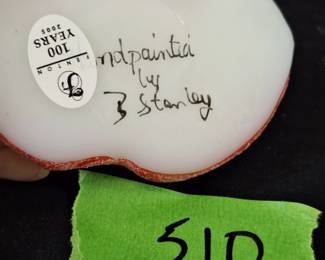 FENTON
100
YEARS
2005
F
ndpainted
by
B Stanley
510